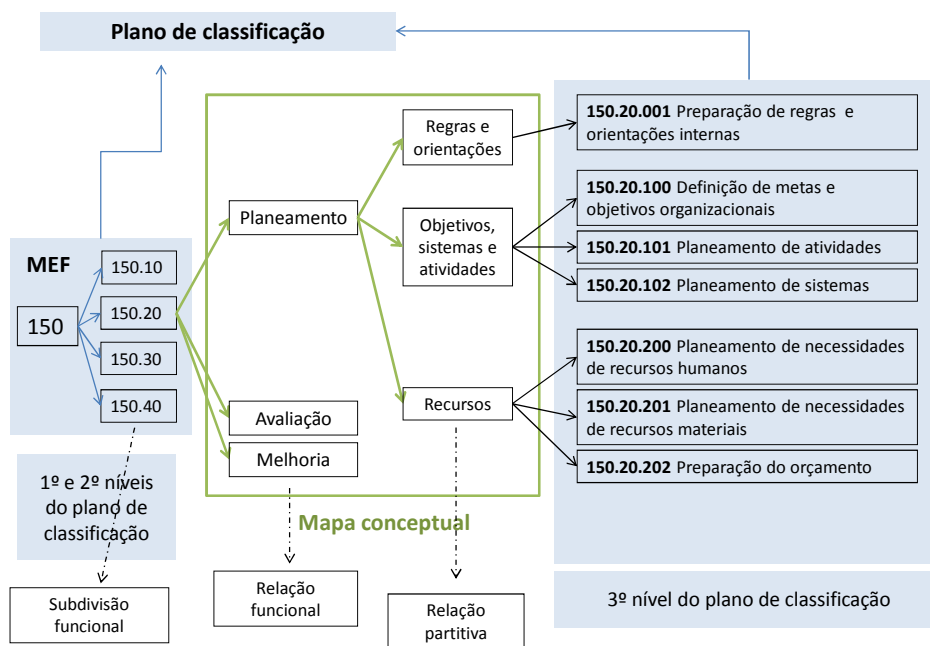 Plano de classificação
MEF
150
150.10
150.20
150.30
150.40
1º e 2º níveis
do plano de
classificação
Subdivisão
funcional
Planeamento
Avaliação
Melhoria
Regras e
orientações
Objetivos,
sistemas e
atividades
Recursos
Mapa conceptual
Relação
funcional
Relação
partitiva
150.20.001 Preparação de regras e
orientações internas
150.20.100 Definição de metas e
objetivos organizacionais
150.20.101 Planeamento de atividades
150.20.102 Planeamento de sistemas
150.20.200 Planeamento de necessidades
de recursos humanos
150.20.201 Planeamento de necessidades
de recursos materiais
150.20.202 Preparação do orçamento
3º nível do plano de classificação